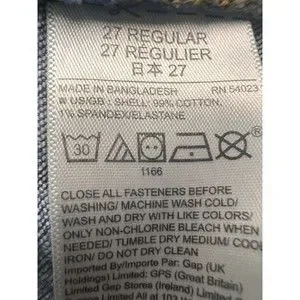 27 REGULAR
27 RÉGULIER
日本 27
MADE IN BANGLADESH RN 54023
US/GB: SHELL: 99% COTTON,
1% SPANDEX/ELASTANE
30
1166
CLOSE ALL FASTENERS BEFORE
WASHING/ MACHINE WASH COLD/
WASH AND DRY WITH LIKE COLORS/
ONLY NON-CHLORINE BLEACH WHEN
NEEDED/ TUMBLE DRY MEDIUM/ COOL
IRON/ DO NOT DRY CLEAN
Imported By/Importe Par: Gap (UK
Holdings) Limited: GPS (Great Britain)
Limited Gap Stores (Ireland) Limited